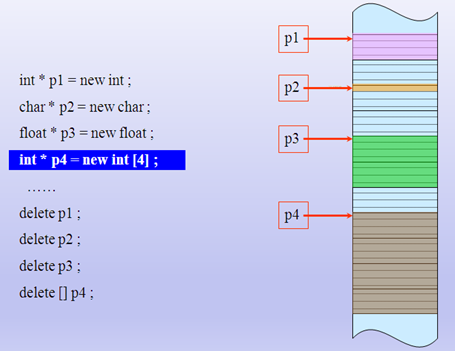 int * p1 = new int ;
char * p2 = new char ;
float * p3 = new float ;
int * p4 = new int [4] ;
……
delete p1 ;
delete p2 ;
delete p3 ;
delete [] p4 ;
p1
p2
p3
p4